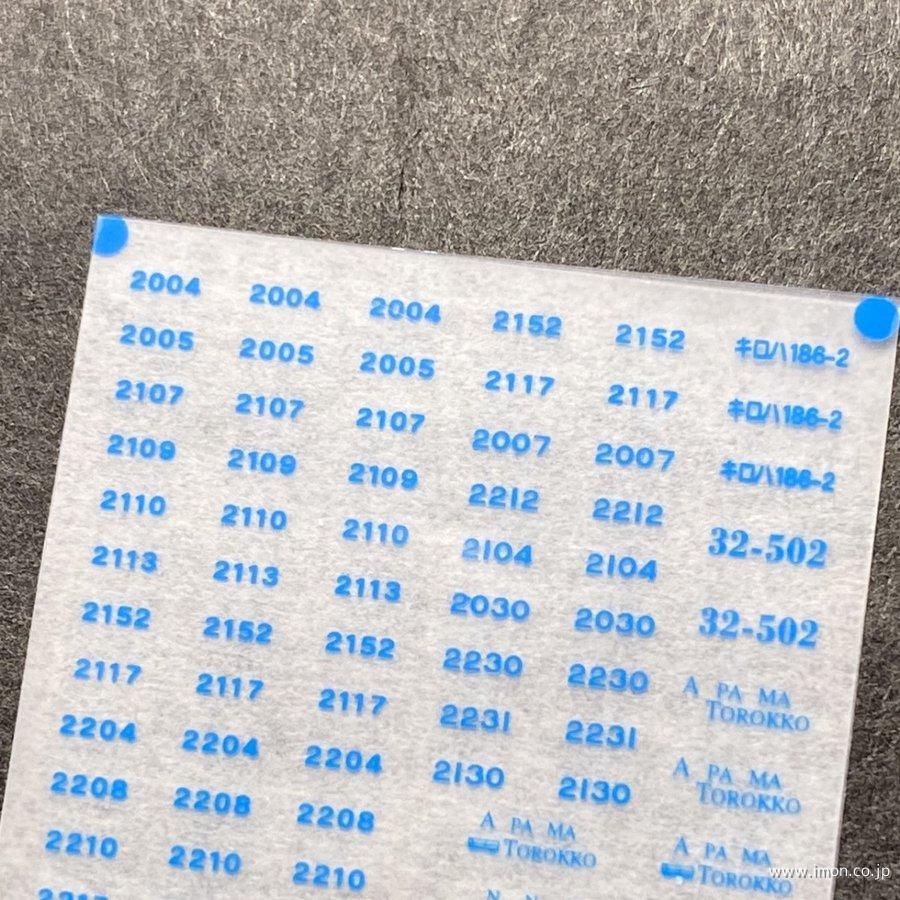 2004 2004 2004 2152 2152 キロハ186-2
2005 2005 2005 2117 2117 キロハ186-2
2107 2107 2107 2007 2007 キロハ186-2
2109 2109 2109 2212 2212 32-502
2110 2110 2110 2104 2104
2113 2113 2113 2030 2030 32-502
2152 2152 2152 2230 2230 A PA MA
TOROKKO
2117 2117 2117 2231 2231
2204 2204 2204 2130 2130 A PA MA
TOROKKO
2208 2208 2208 A PA MA A PA MA
TOROKKO TOROKKO
2210 2210 2210
www.imon.co.jp